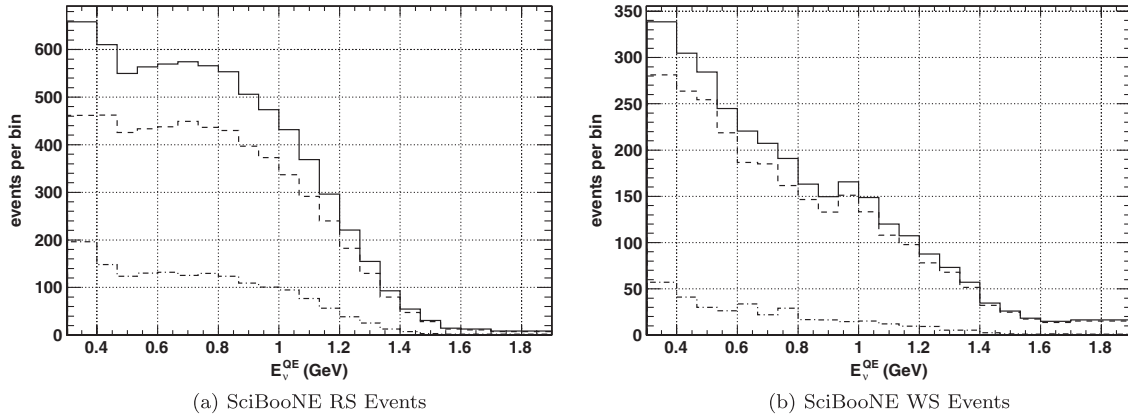 600
500
400
300
200
100
0
events per bin
0.4 0.6 0.8 1 1.2 1.4 1.6 1.8
E_ν^QE (GeV)
(a) SciBooNE RS Events
350
300
250
200
150
100
50
0
events per bin
0.4 0.6 0.8 1 1.2 1.4 1.6 1.8
E_ν^QE (GeV)
(b) SciBooNE WS Events